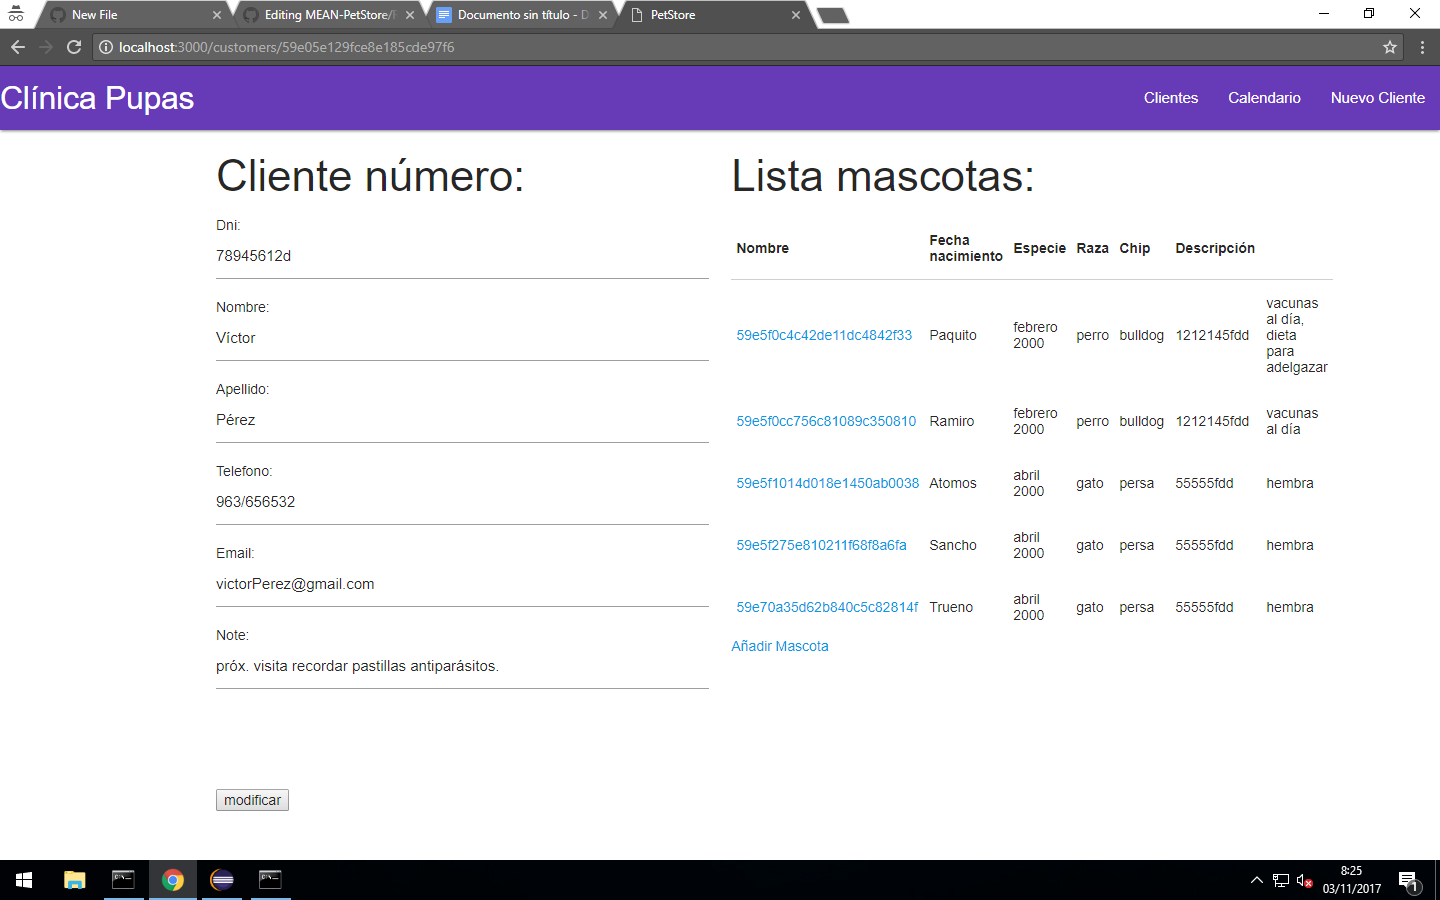 New File
Editing MEAN-PetStore/
Documento sin título - D
PetStore
localhost:3000/customers/59e05e129fce8e185cde97f6
Clínica Pupas
Clientes
Calendario
Nuevo Cliente
Cliente número:
Dni:
78945612d
Nombre:
Víctor
Apellido:
Pérez
Telefono:
963/656532
Email:
victorPerez@gmail.com
Note:
próx. visita recordar pastillas antiparásitos.
modificar
Lista mascotas:
Nombre Fecha nacimiento Especie Raza Chip Descripción
59e5f0c4c42de11dc4842f33 Paquito febrero 2000 perro bulldog 1212145fdd vacunas al día, dieta para adelgazar
59e5f0cc756c81089c350810 Ramiro febrero 2000 perro bulldog 1212145fdd vacunas al día
59e5f1014d018e1450ab0038 Atomos abril 2000 gato persa 55555fdd hembra
59e5f275e810211f68f8a6fa Sancho abril 2000 gato persa 55555fdd hembra
59e70a35d62b840c5c82814f Trueno abril 2000 gato persa 55555fdd hembra
Añadir Mascota
8:25
03/11/2017
1